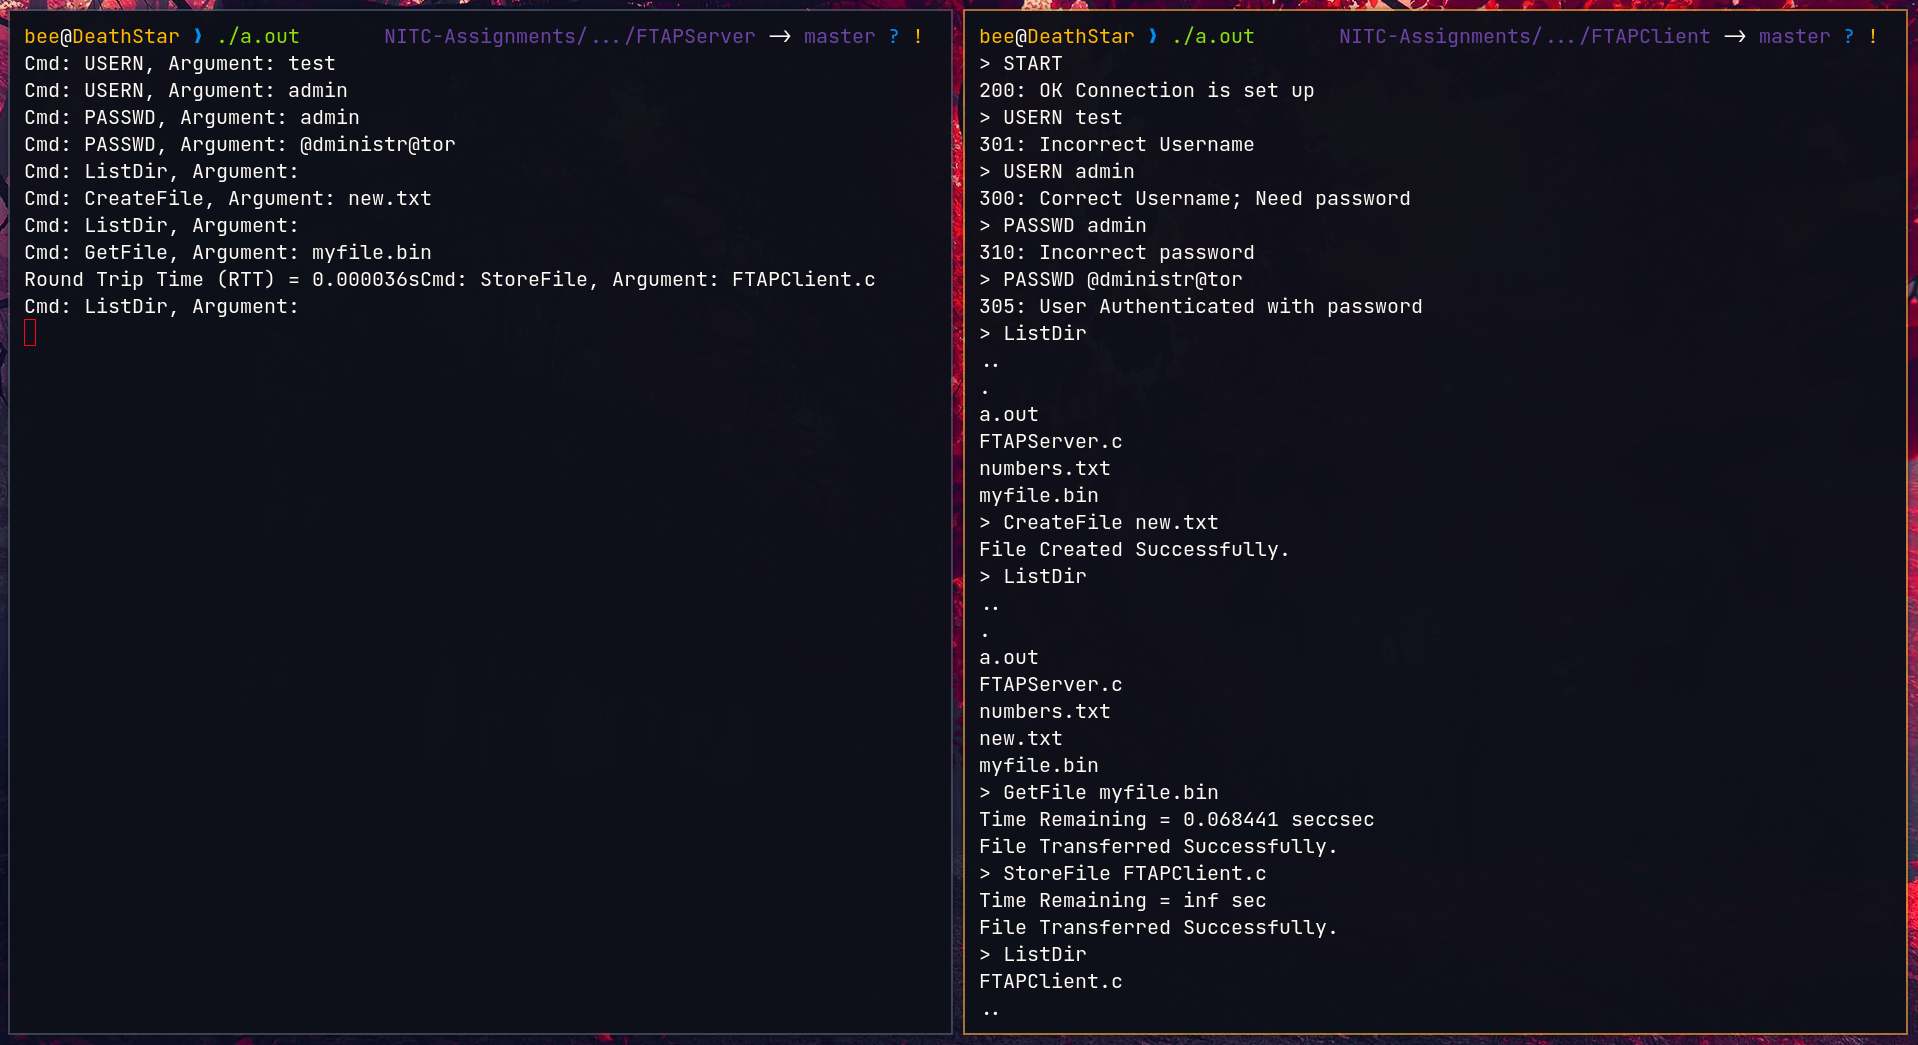 bee@DeathStar ❯ ./a.out NITC-Assignments/.../FTAPServer → master ? !
Cmd: USERN, Argument: test
Cmd: USERN, Argument: admin
Cmd: PASSWD, Argument: admin
Cmd: PASSWD, Argument: @dministr@tor
Cmd: ListDir, Argument:
Cmd: CreateFile, Argument: new.txt
Cmd: ListDir, Argument:
Cmd: GetFile, Argument: myfile.bin
Round Trip Time (RTT) = 0.000036sCmd: StoreFile, Argument: FTAPClient.c
Cmd: ListDir, Argument:
bee@DeathStar ❯ ./a.out NITC-Assignments/.../FTAPClient → master ? !
> START
200: OK Connection is set up
> USERN test
301: Incorrect Username
> USERN admin
300: Correct Username; Need password
> PASSWD admin
310: Incorrect password
> PASSWD @dministr@tor
305: User Authenticated with password
> ListDir
..
.
a.out
FTAPServer.c
numbers.txt
myfile.bin
> CreateFile new.txt
File Created Successfully.
> ListDir
..
.
a.out
FTAPServer.c
numbers.txt
new.txt
myfile.bin
> GetFile myfile.bin
Time Remaining = 0.068441 seccsec
File Transferred Successfully.
> StoreFile FTAPClient.c
Time Remaining = inf sec
File Transferred Successfully.
> ListDir
FTAPClient.c
..